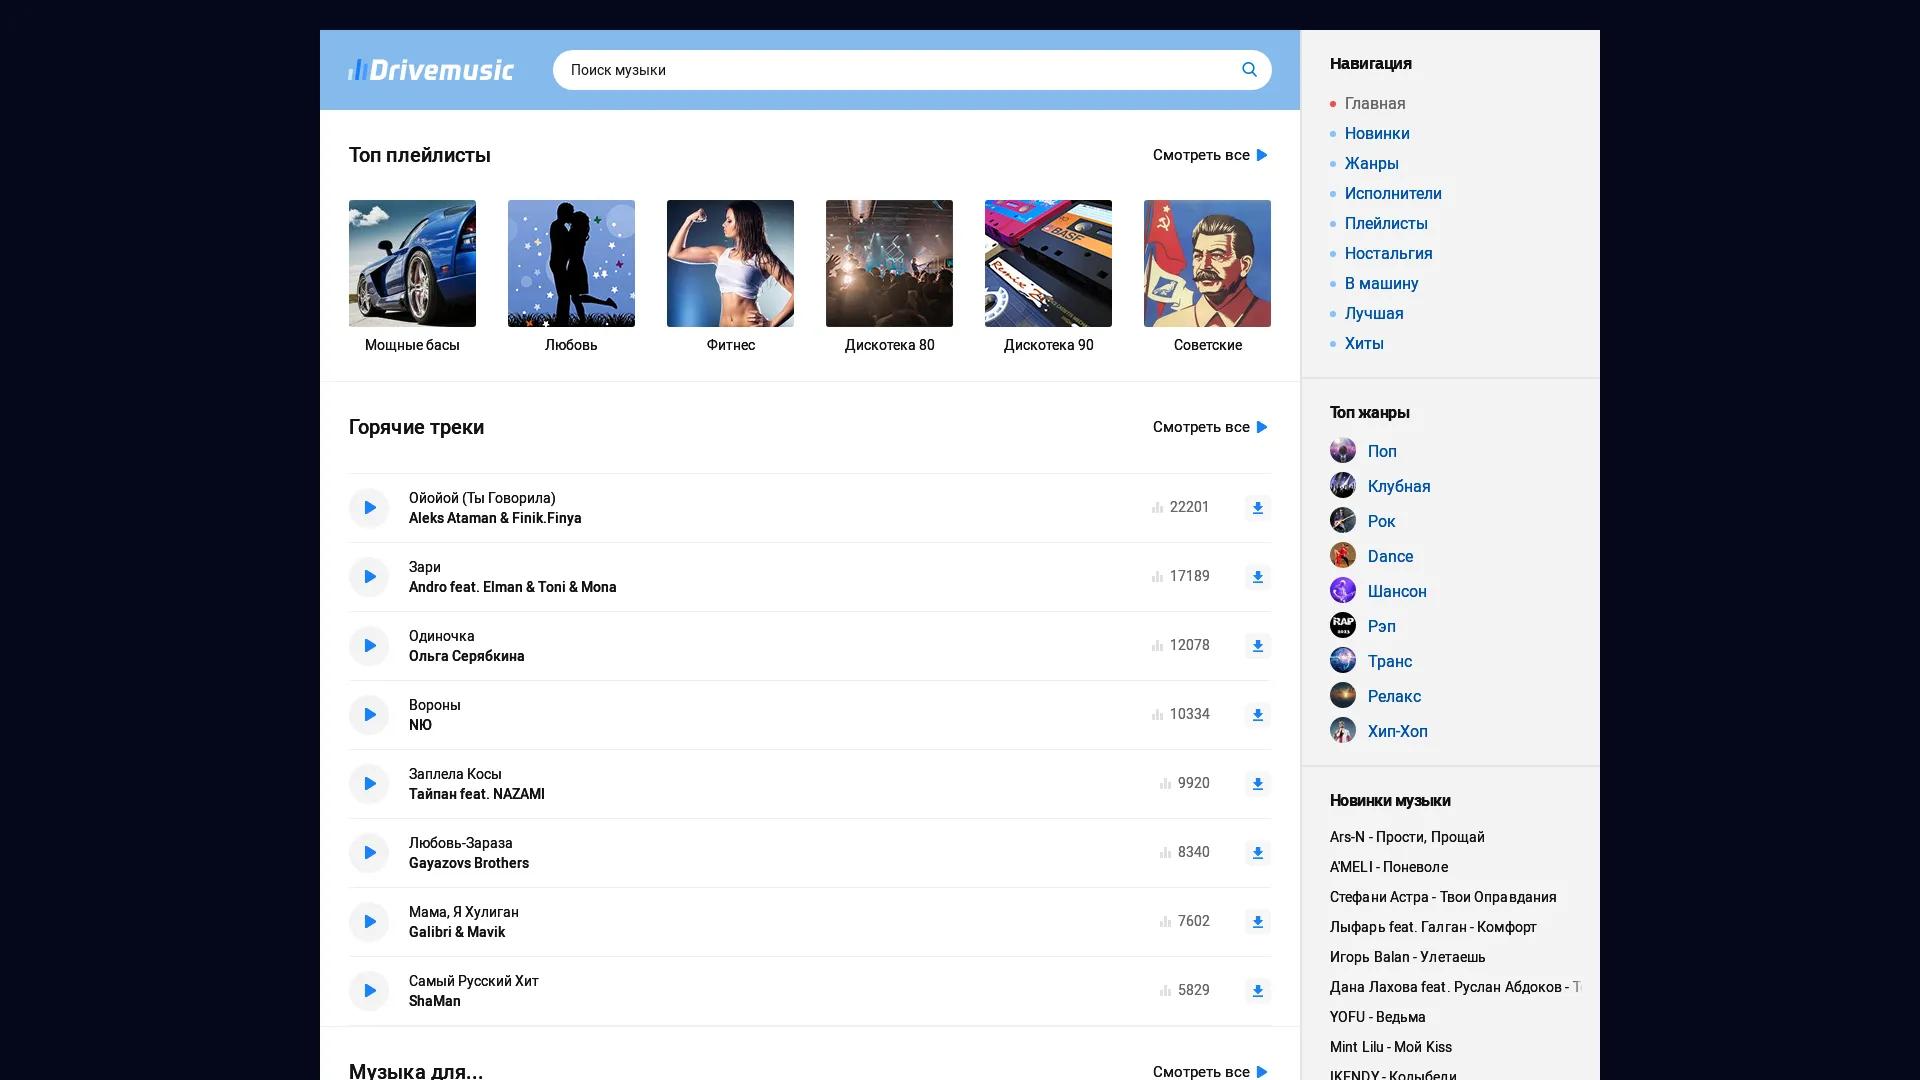 Drivemusic
Поиск музыки
Топ плейлисты
Смотреть все
BASF
Remix
Мощные басы
Любовь
Фитнес
Дискотека 80
Дискотека 90
Советские
Горячие треки
Смотреть все
Ойойой (Ты Говорила)
Aleks Ataman & Finik.Finya
22201
Зари
Andro feat. Elman & Toni & Mona
17189
Одиночка
Ольга Серябкина
12078
Вороны
NЮ
10334
Заплела Косы
Тайпан feat. NAZAMI
9920
Любовь-Зараза
Gayazovs Brothers
8340
Мама, Я Хулиган
Galibri & Mavik
7602
Самый Русский Хит
ShaMan
5829
Музыка для...
Смотреть все
Навигация
Главная
Новинки
Жанры
Исполнители
Плейлисты
Ностальгия
В машину
Лучшая
Хиты
Топ жанры
Поп
Клубная
Рок
Dance
Шансон
RAP
2023
Рэп
Транс
Релакс
Хип-Хоп
Новинки музыки
Ars-N - Прости, Прощай
A'MELI - Поневоле
Стефани Астра - Твои Оправдания
Лыфарь feat. Галган - Комфорт
Игорь Balan - Улетаешь
Дана Лахова feat. Руслан Абдоков -
YOFU - Ведьма
Mint Lilu - Мой Kiss
IKENDY - Колыбели